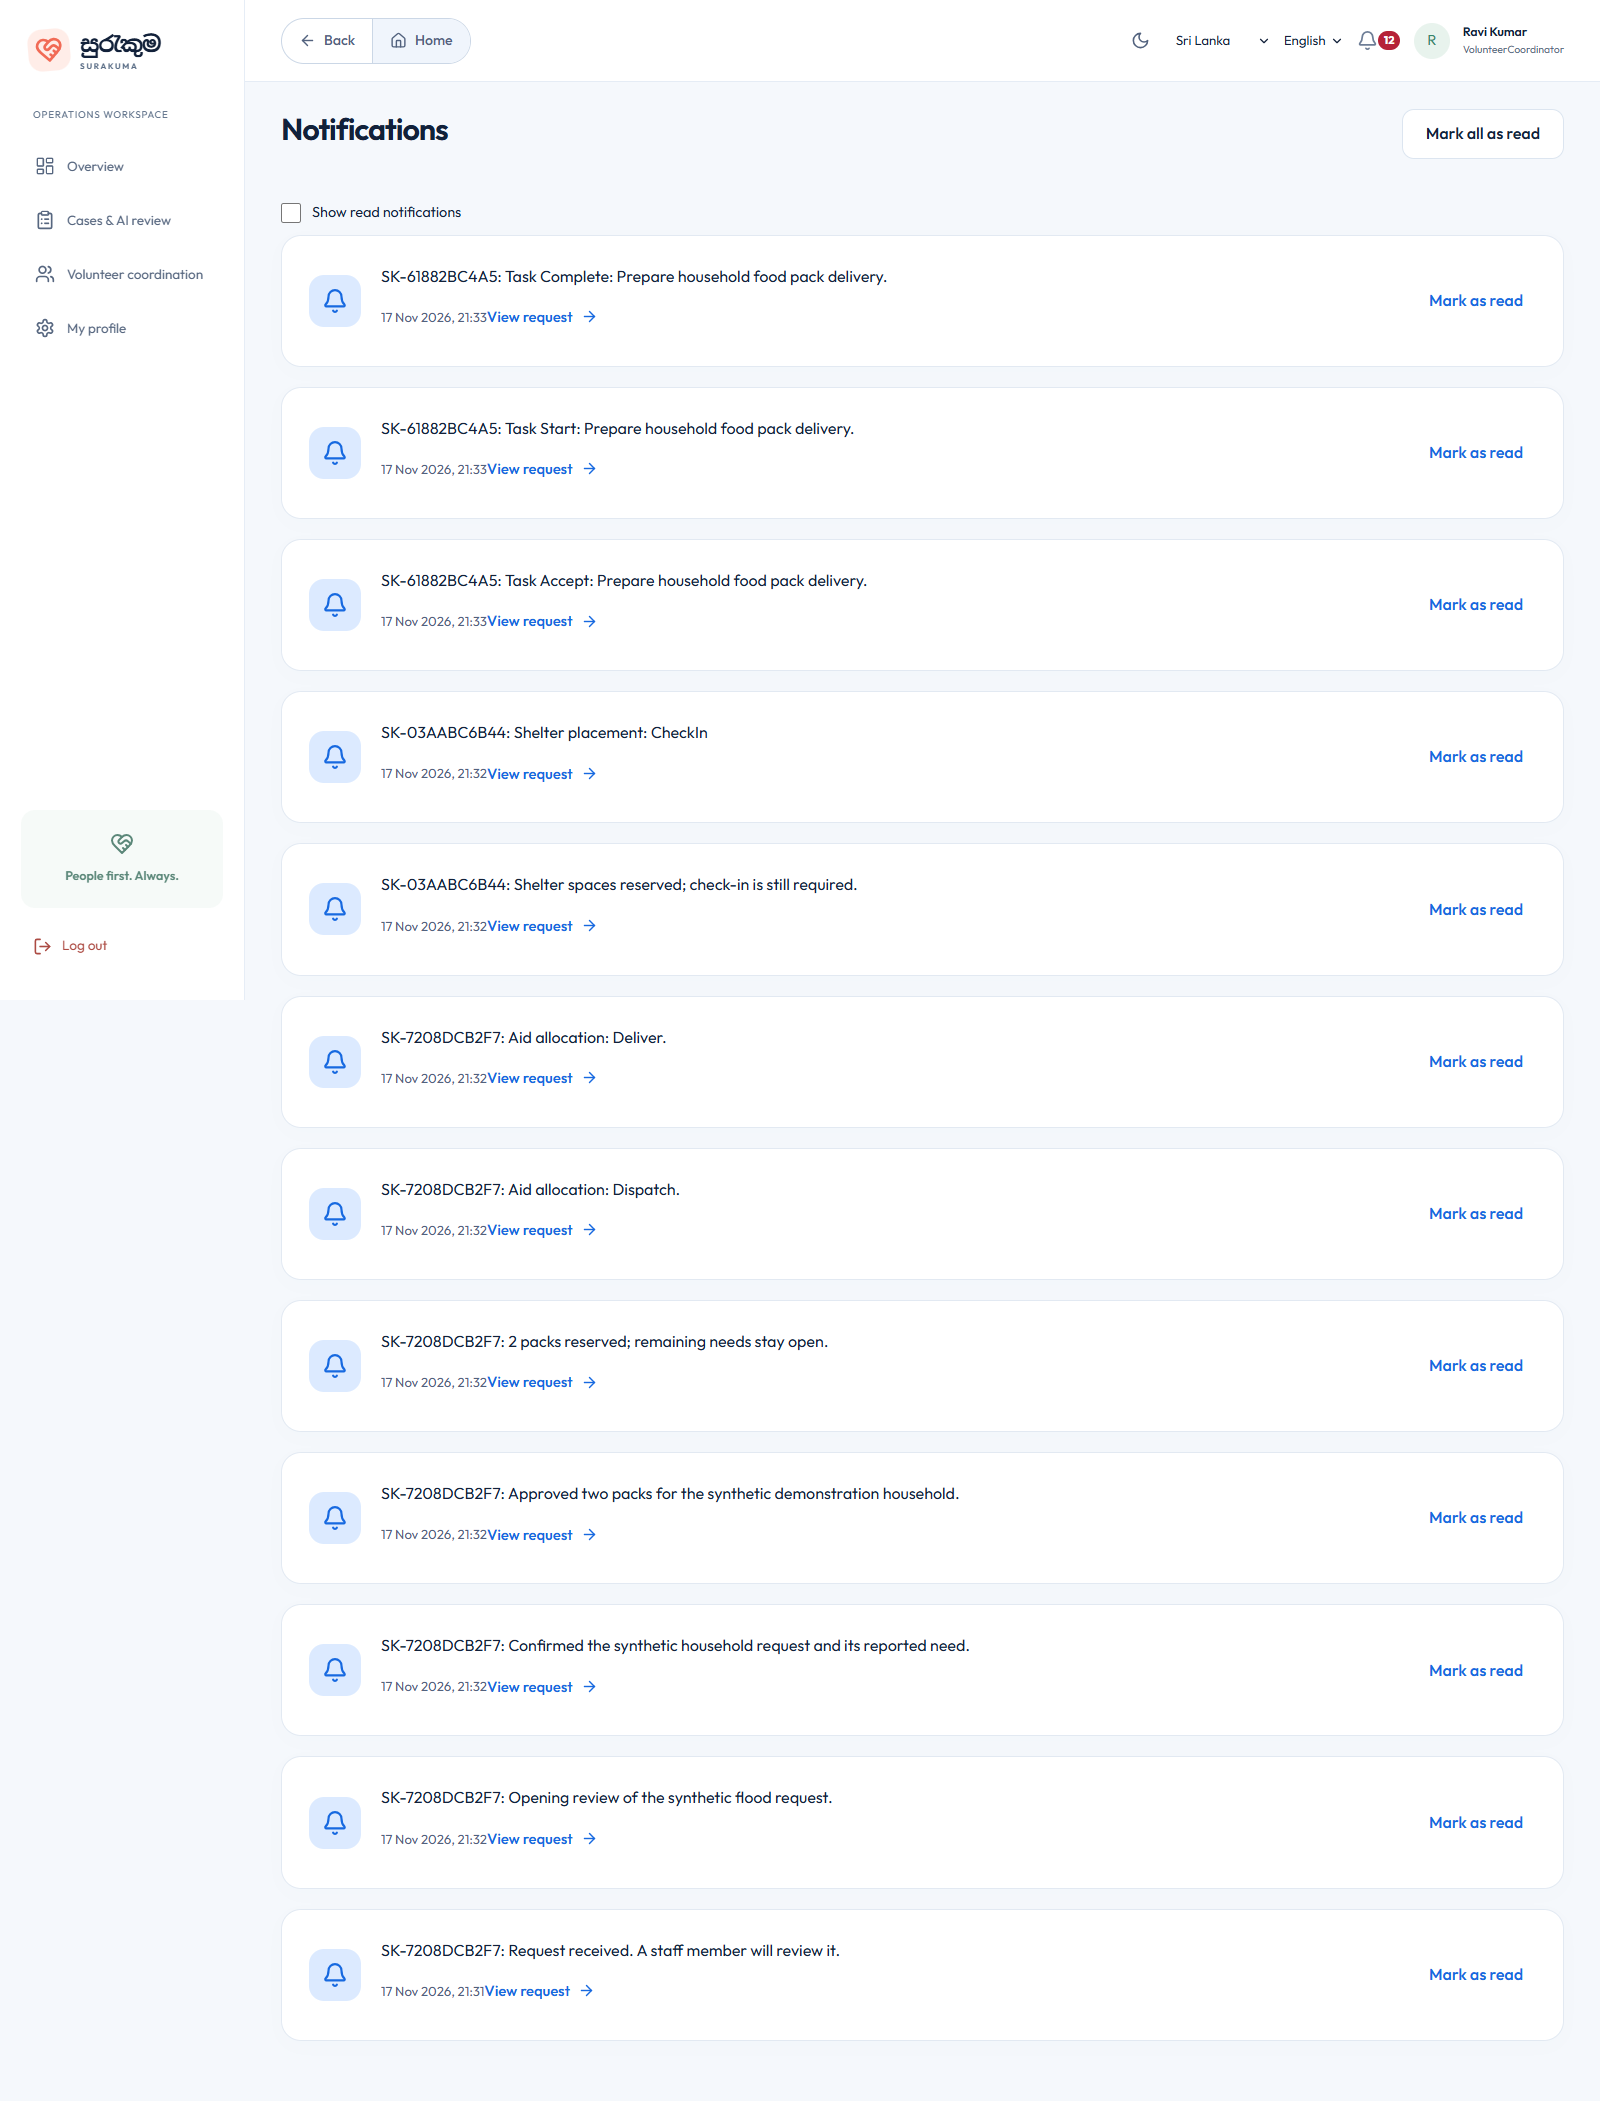 සුරැකුම
SURAKUMA
OPERATIONS WORKSPACE
Overview
Cases & AI review
Volunteer coordination
My profile
People first. Always.
Log out
Back
Home
Sri Lanka
English
12
R
Ravi Kumar
VolunteerCoordinator
Notifications
Mark all as read
Show read notifications
SK-61882BC4A5: Task Complete: Prepare household food pack delivery.
17 Nov 2026, 21:33View request
Mark as read
SK-61882BC4A5: Task Start: Prepare household food pack delivery.
17 Nov 2026, 21:33View request
Mark as read
SK-61882BC4A5: Task Accept: Prepare household food pack delivery.
17 Nov 2026, 21:33View request
Mark as read
SK-03AABC6B44: Shelter placement: CheckIn
17 Nov 2026, 21:32View request
Mark as read
SK-03AABC6B44: Shelter spaces reserved; check-in is still required.
17 Nov 2026, 21:32View request
Mark as read
SK-7208DCB2F7: Aid allocation: Deliver.
17 Nov 2026, 21:32View request
Mark as read
SK-7208DCB2F7: Aid allocation: Dispatch.
17 Nov 2026, 21:32View request
Mark as read
SK-7208DCB2F7: 2 packs reserved; remaining needs stay open.
17 Nov 2026, 21:32View request
Mark as read
SK-7208DCB2F7: Approved two packs for the synthetic demonstration household.
17 Nov 2026, 21:32View request
Mark as read
SK-7208DCB2F7: Confirmed the synthetic household request and its reported need.
17 Nov 2026, 21:32View request
Mark as read
SK-7208DCB2F7: Opening review of the synthetic flood request.
17 Nov 2026, 21:32View request
Mark as read
SK-7208DCB2F7: Request received. A staff member will review it.
17 Nov 2026, 21:31View request
Mark as read